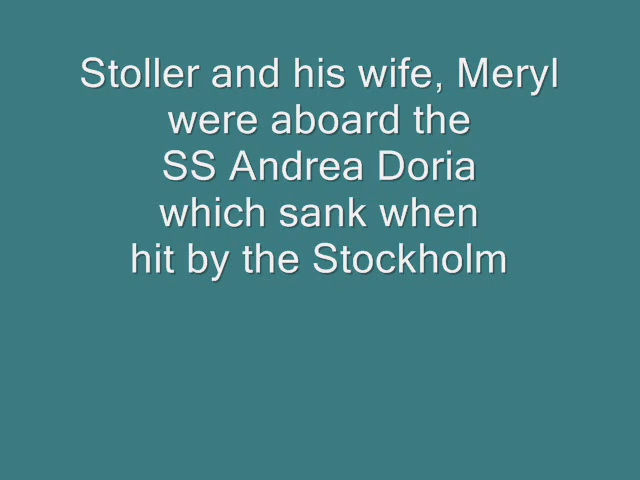 Stoller and his wife, Meryl
were aboard the
SS Andrea Doria
which sank when
hit by the Stockholm